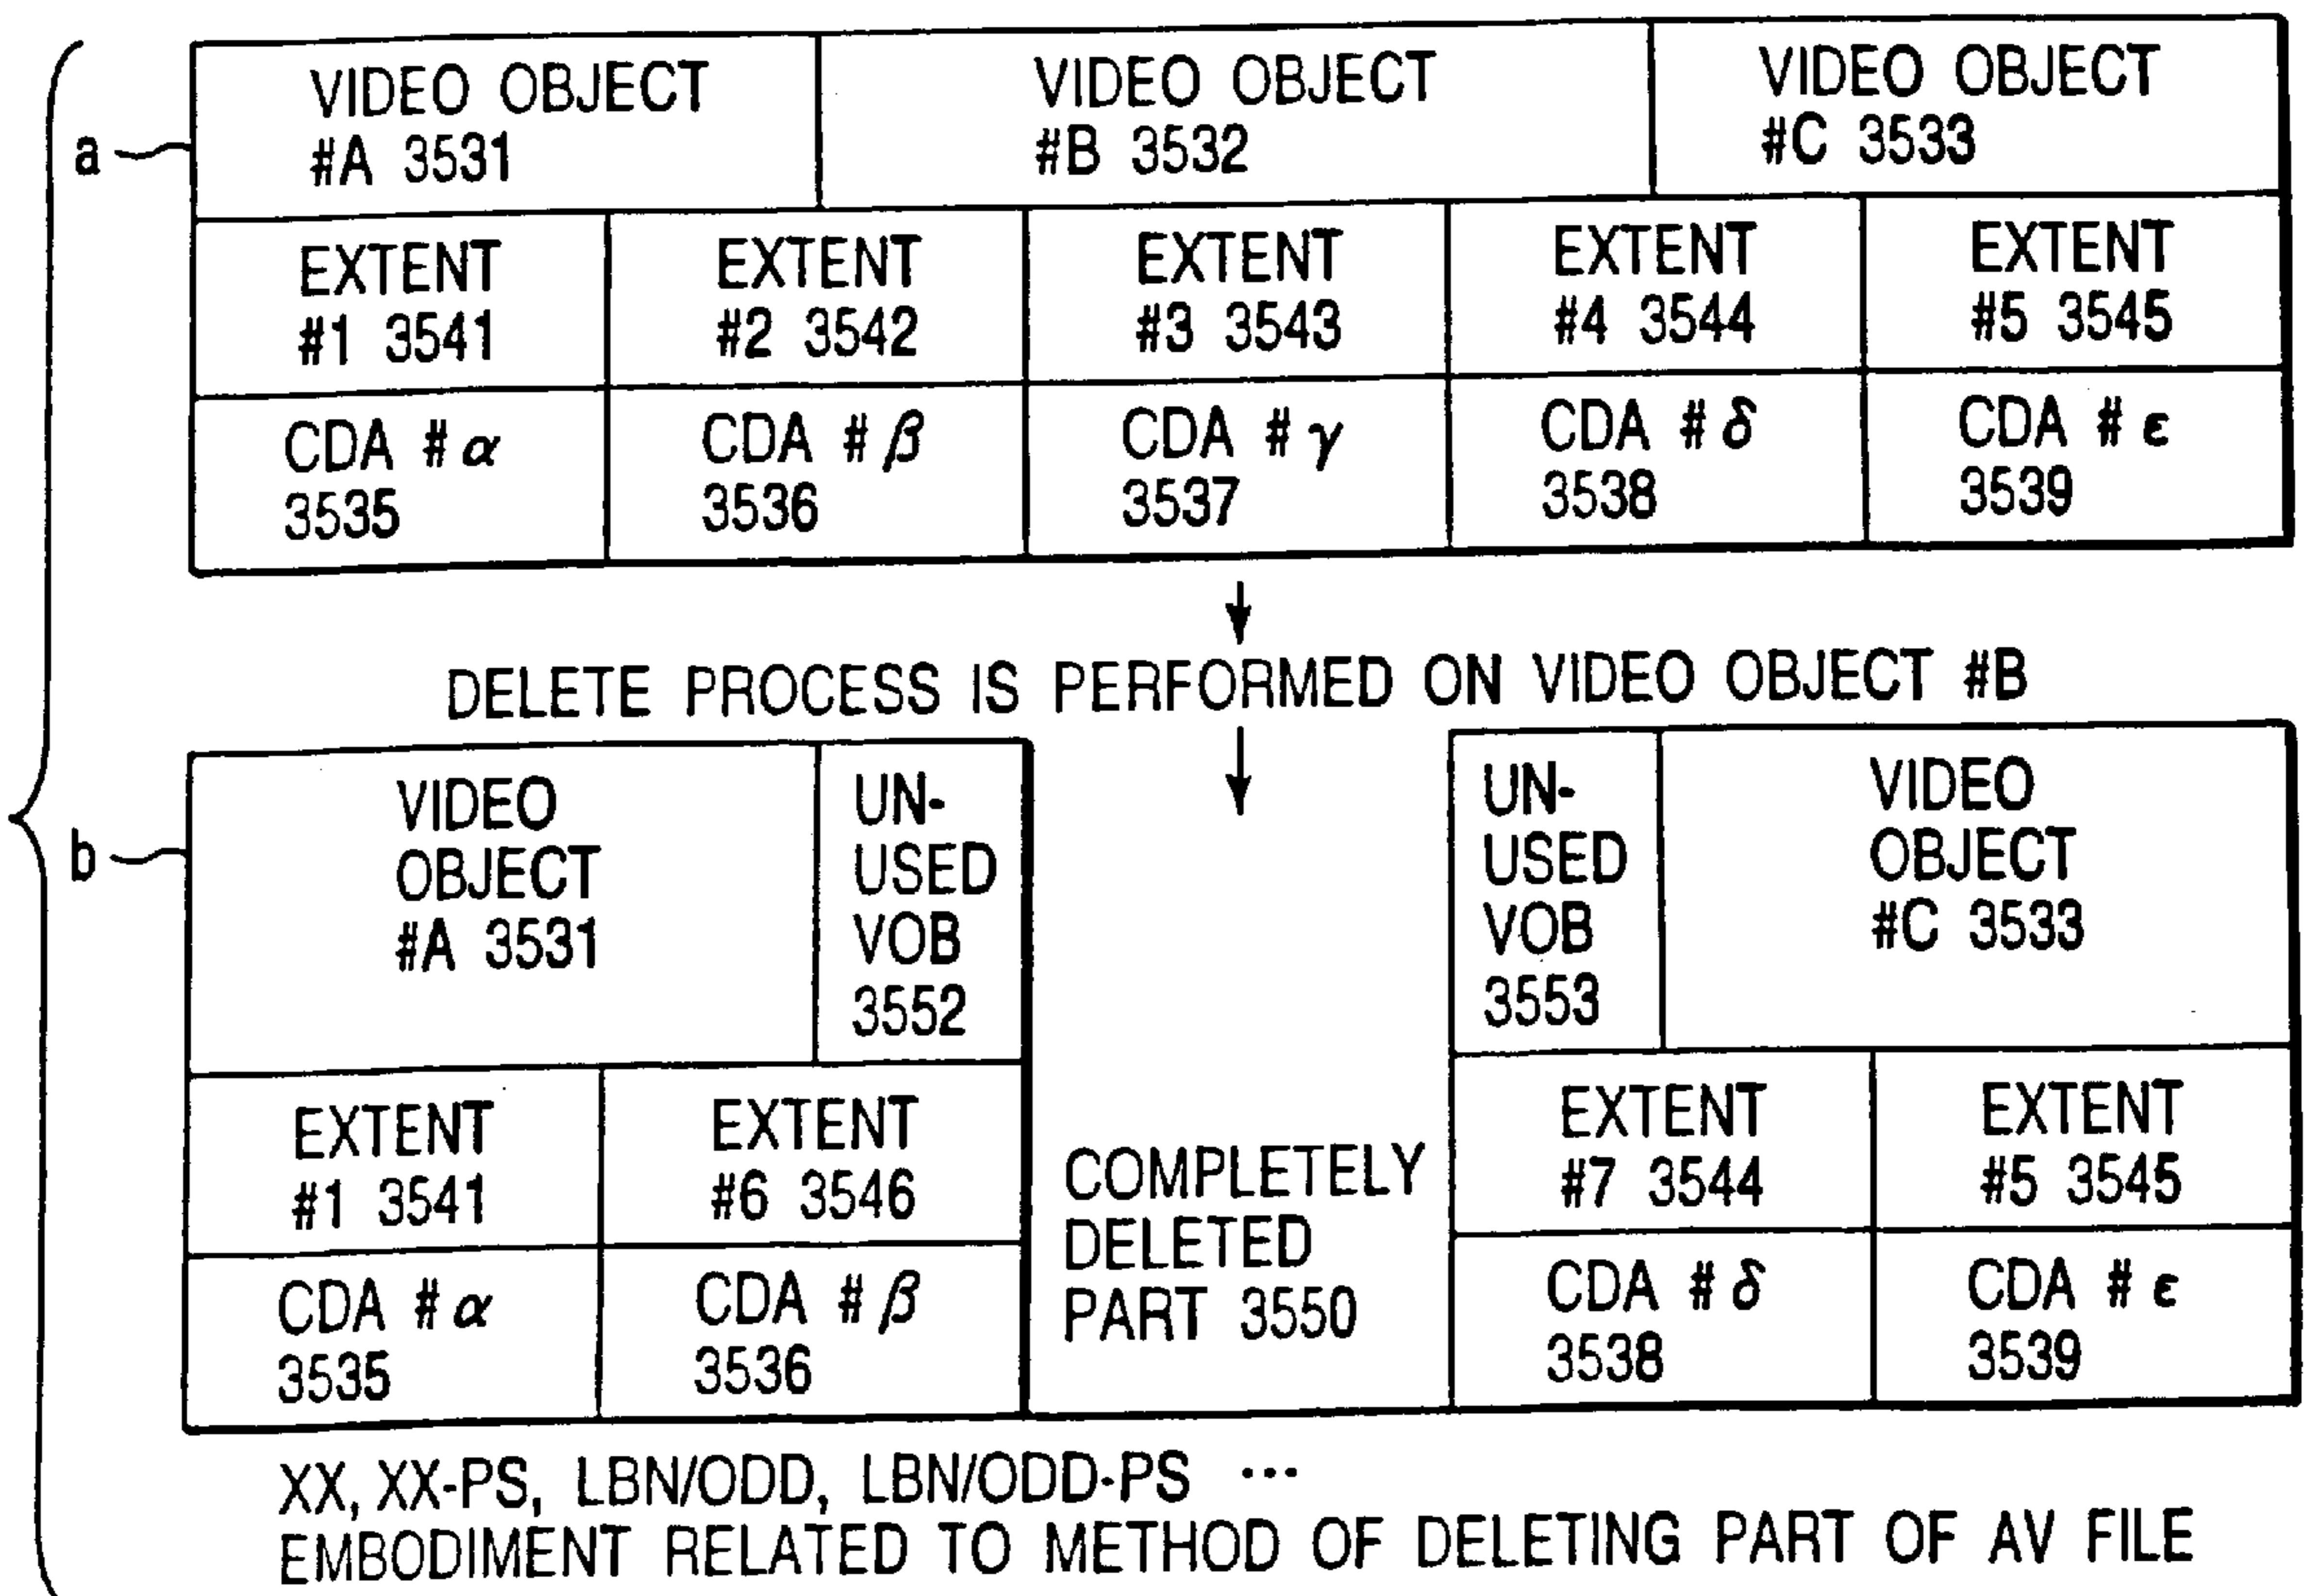 a
VIDEO OBJECT
#A 3531
VIDEO OBJECT
#B 3532
VIDEO OBJECT
#C 3533
EXTENT
#1 3541
EXTENT
#2 3542
EXTENT
#3 3543
EXTENT
#4 3544
EXTENT
#5 3545
CDA #α
3535
CDA #β
3536
CDA #γ
3537
CDA #δ
3538
CDA #ε
3539
DELETE PROCESS IS PERFORMED ON VIDEO OBJECT #B
b
VIDEO
OBJECT
#A 3531
UN-
USED
VOB
3552
UN-
USED
VOB
3553
VIDEO
OBJECT
#C 3533
EXTENT
#1 3541
EXTENT
#6 3546
COMPLETELY
DELETED
PART 3550
EXTENT
#7 3544
EXTENT
#5 3545
CDA #α
3535
CDA #β
3536
CDA #δ
3538
CDA #ε
3539
XX, XX-PS, LBN/ODD, LBN/ODD-PS ···
EMBODIMENT RELATED TO METHOD OF DELETING PART OF AV FILE